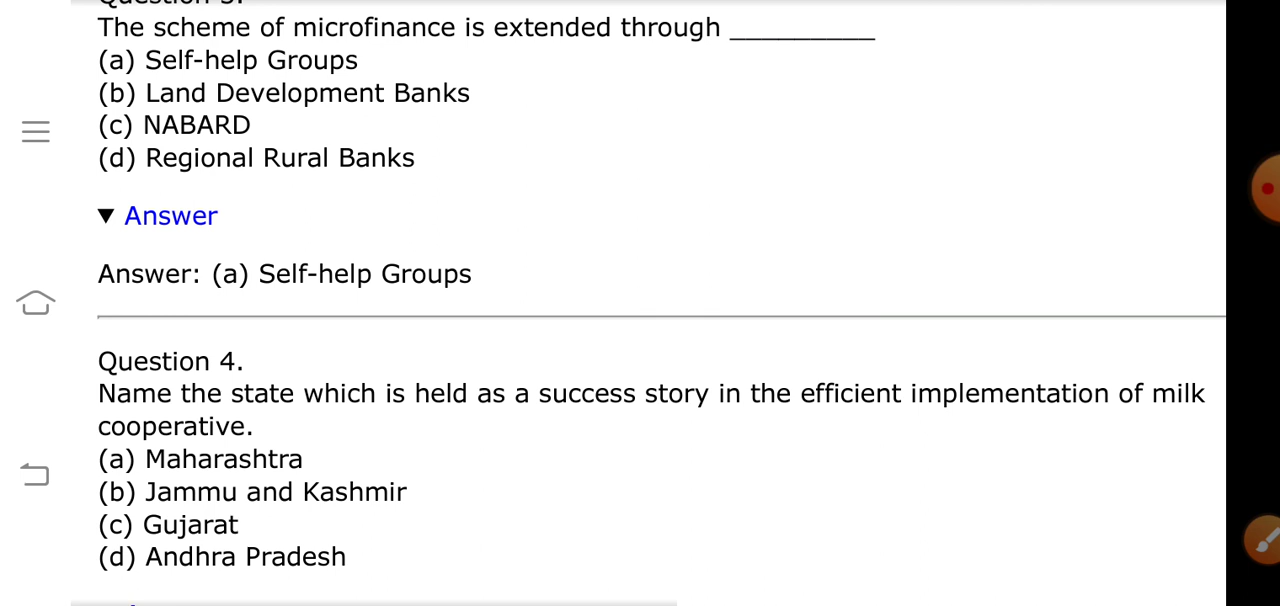 The scheme of microfinance is extended through _________
(a) Self-help Groups
(b) Land Development Banks
(c) NABARD
(d) Regional Rural Banks
▼ Answer
Answer: (a) Self-help Groups
Question 4.
Name the state which is held as a success story in the efficient implementation of milk
cooperative.
(a) Maharashtra
(b) Jammu and Kashmir
(c) Gujarat
(d) Andhra Pradesh